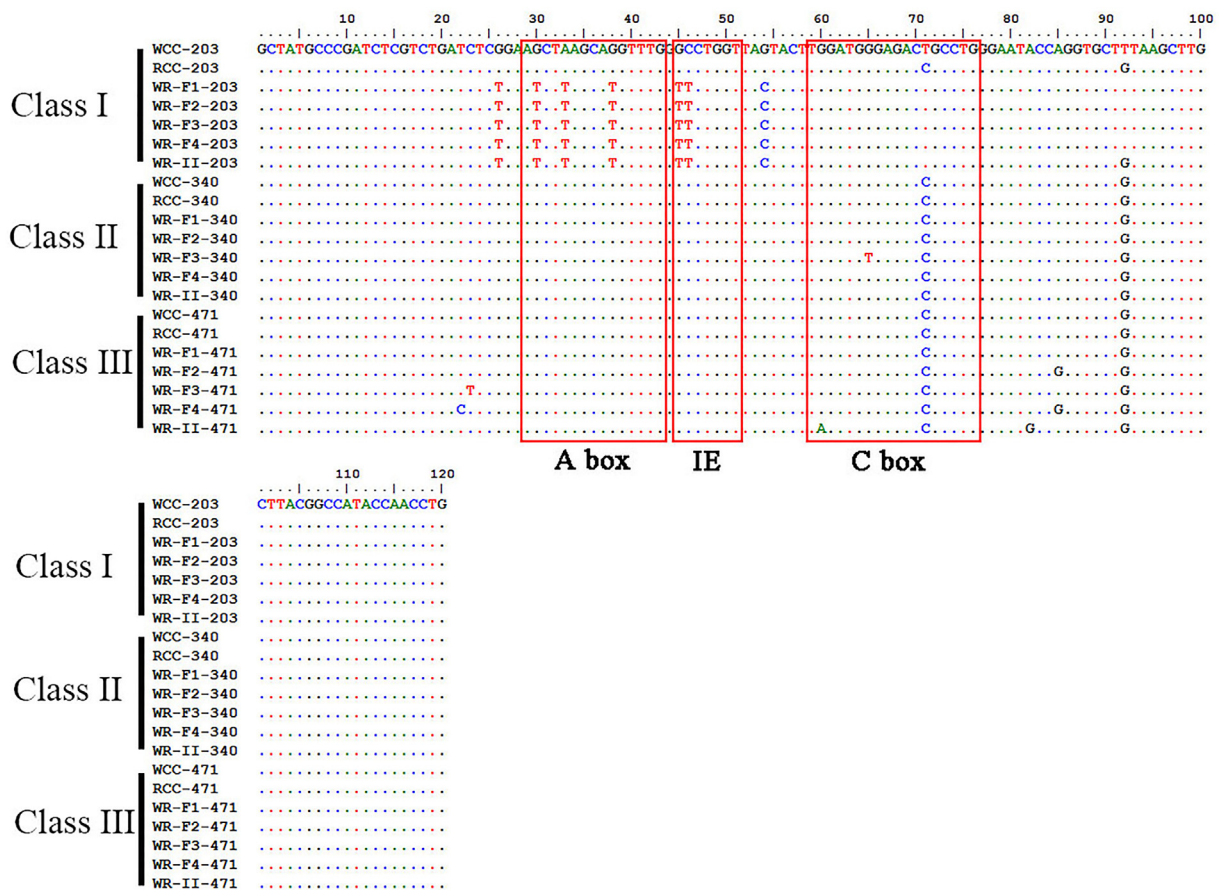 10 20 30 40 50 60 70 80 90 100
Class I
WCC-203 GCTATGCCCGATCTCGTCTGATCTCGGAAGCTAAGCAGGTTTGGGCCTGGTTAGTACTTGGATGGGAGACTGCCTGGGAATACCAGGTGCTTTAAGCTTG
RCC-203 ......................................................................C....................G........
WR-F1-203 .........................T...T..T....T......TT.......C..............................................
WR-F2-203 .........................T...T..T....T......TT.......C..............................................
WR-F3-203 .........................T...T..T....T......TT.......C..............................................
WR-F4-203 .........................T...T..T....T......TT.......C..............................................
WR-II-203 .........................T...T..T....T......TT.......C.....................................G........
Class II
WCC-340 ......................................................................C....................G........
RCC-340 ......................................................................C....................G........
WR-F1-340 ......................................................................C....................G........
WR-F2-340 ......................................................................C....................G........
WR-F3-340 ................................................................T.....C....................G........
WR-F4-340 ......................................................................C....................G........
WR-II-340 ......................................................................C....................G........
Class III
WCC-471 ......................................................................C....................G........
RCC-471 ......................................................................C....................G........
WR-F1-471 ......................................................................C....................G........
WR-F2-471 ......................................................................C.............G......G........
WR-F3-471 ......................T...............................................C....................G........
WR-F4-471 .....................C................................................C.............G......G........
WR-II-471 ...........................................................A..........C..........G.........G........
A box IE C box
110 120
Class I
WCC-203 CTTACGGCCATACCAACCTG
RCC-203 ....................
WR-F1-203 ....................
WR-F2-203 ....................
WR-F3-203 ....................
WR-F4-203 ....................
WR-II-203 ....................
Class II
WCC-340 ....................
RCC-340 ....................
WR-F1-340 ....................
WR-F2-340 ....................
WR-F3-340 ....................
WR-F4-340 ....................
WR-II-340 ....................
Class III
WCC-471 ....................
RCC-471 ....................
WR-F1-471 ....................
WR-F2-471 ....................
WR-F3-471 ....................
WR-F4-471 ....................
WR-II-471 ....................